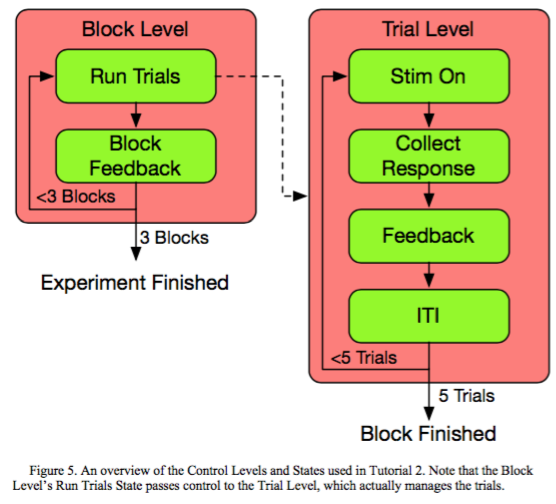 Block Level
Run Trials
Block
Feedback
<3 Blocks
3 Blocks
Experiment Finished
Trial Level
Stim On
Collect
Response
Feedback
ITI
<5 Trials
5 Trials
Block Finished
Figure 5. An overview of the Control Levels and States used in Tutorial 2. Note that the Block
Level's Run Trials State passes control to the Trial Level, which actually manages the trials.